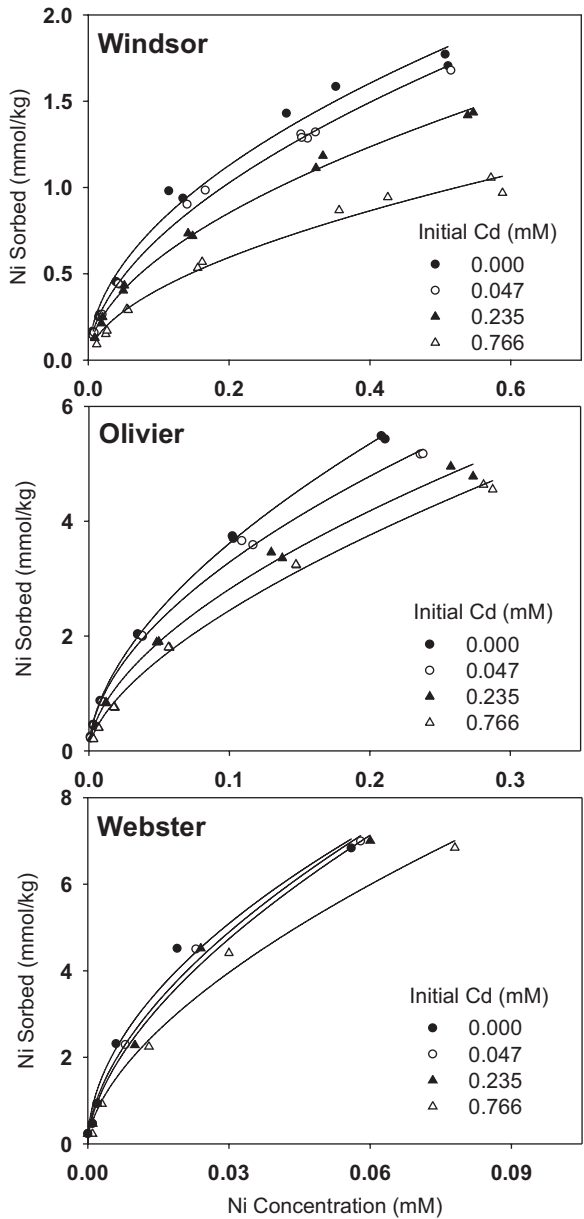 Windsor
Ni Sorbed (mmol/kg)
2.0
1.5
1.0
0.5
0.0
Initial Cd (mM)
0.000
0.047
0.235
0.766
0.0 0.2 0.4 0.6
Olivier
Ni Sorbed (mmol/kg)
6
4
2
0
Initial Cd (mM)
0.000
0.047
0.235
0.766
0.0 0.1 0.2 0.3
Webster
Ni Sorbed (mmol/kg)
8
6
4
2
0
Initial Cd (mM)
0.000
0.047
0.235
0.766
0.00 0.03 0.06 0.09
Ni Concentration (mM)